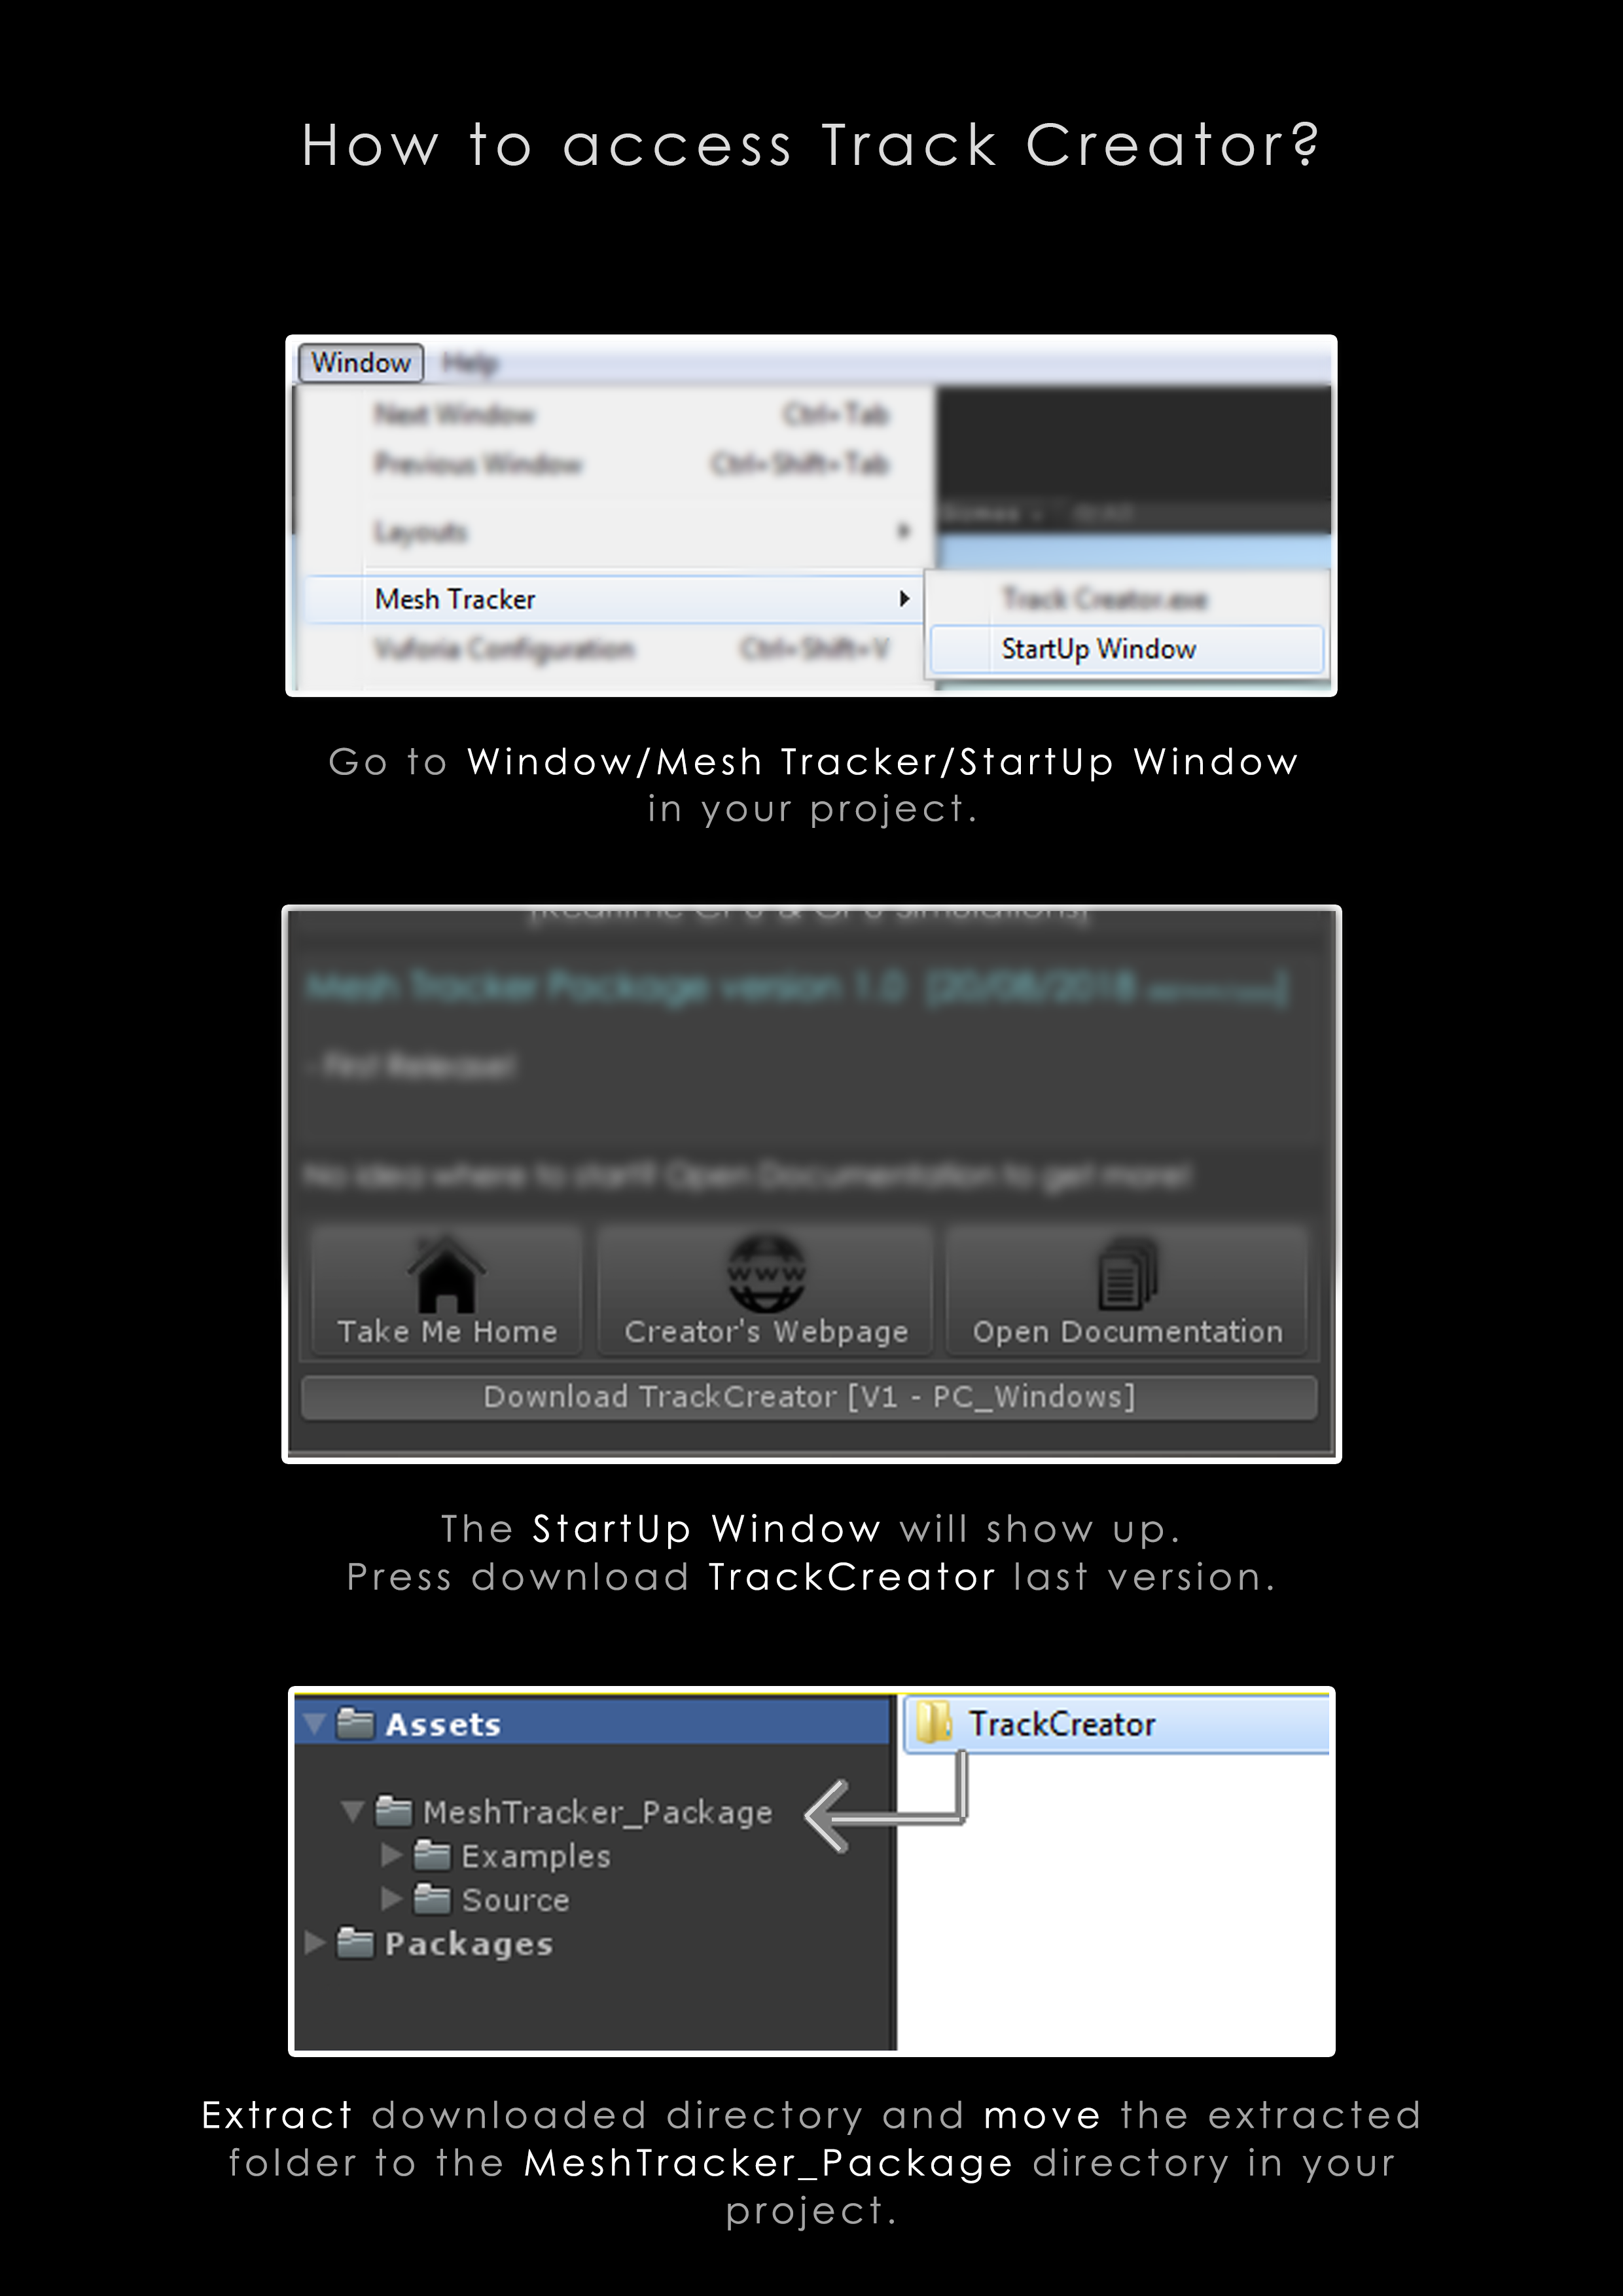 How to access Track Creator?
Window Help
Next Window Ctrl+Tab
Previous Window Ctrl+Shift+Tab
Layouts
Mesh Tracker
Track Creator.exe
Vuforia Configuration Ctrl+Shift+V
StartUp Window
Go to Window/Mesh Tracker/StartUp Window
in your project.
Mesh Tracker Package version 1.0 [20/08/2018
- First Release!
No idea where to start? Open Documentation to get more!
Take Me Home
Creator's Webpage
Open Documentation
Download TrackCreator [V1 - PC_Windows]
The StartUp Window will show up.
Press download TrackCreator last version.
Assets
TrackCreator
MeshTracker_Package
Examples
Source
Packages
Extract downloaded directory and move the extracted
folder to the MeshTracker_Package directory in your
project.